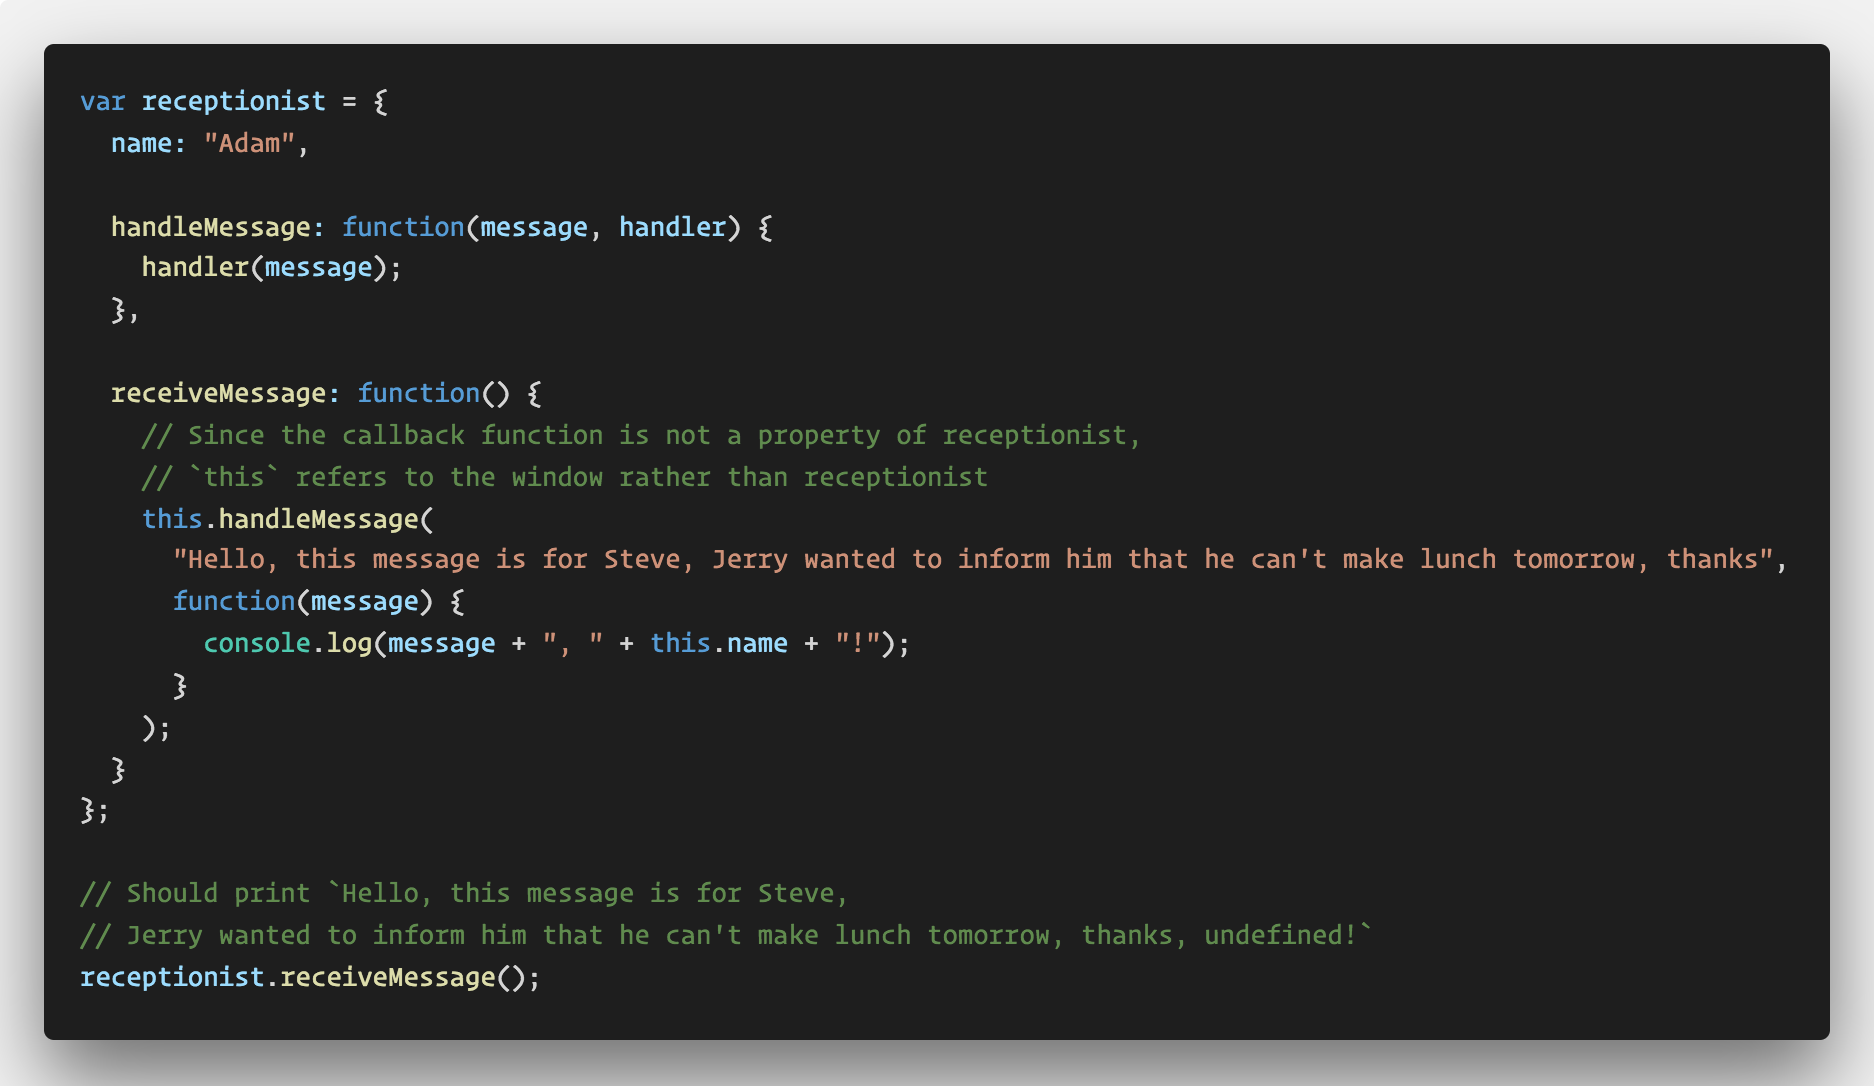 var receptionist = {
  name: "Adam",

  handleMessage: function(message, handler) {
    handler(message);
  },

  receiveMessage: function() {
    // Since the callback function is not a property of receptionist,
    // `this` refers to the window rather than receptionist
    this.handleMessage(
      "Hello, this message is for Steve, Jerry wanted to inform him that he can't make lunch tomorrow, thanks",
      function(message) {
        console.log(message + ", " + this.name + "!");
      }
    );
  }
};

// Should print `Hello, this message is for Steve,
// Jerry wanted to inform him that he can't make lunch tomorrow, thanks, undefined!`
receptionist.receiveMessage();